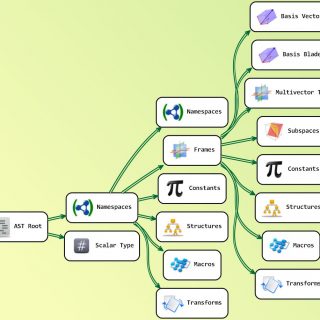 AST Root
Namespaces
Scalar Type
Namespaces
Frames
Constants
Structures
Macros
Transforms
Basis Vecto
Basis Blade
Multivector T
Subspaces
Constants
Structures
Macros
Transforms